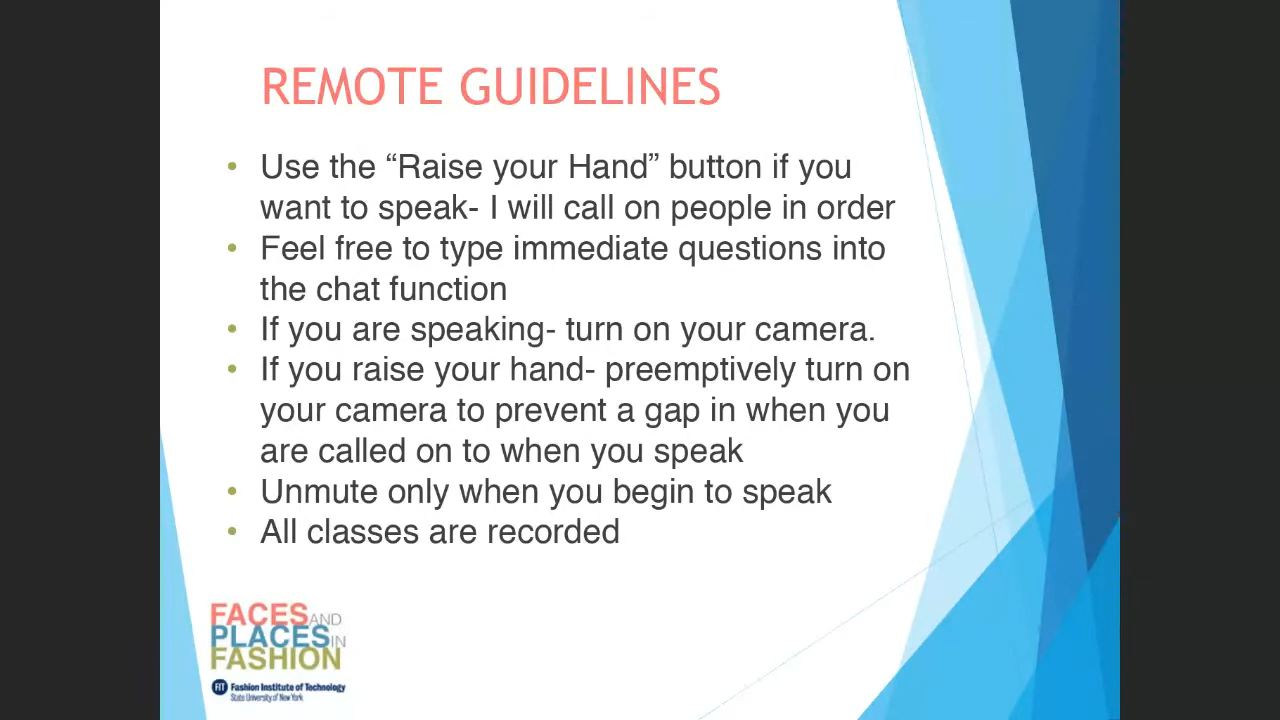 REMOTE GUIDELINES
• Use the “Raise your Hand” button if you
want to speak- I will call on people in order
• Feel free to type immediate questions into
the chat function
• If you are speaking- turn on your camera.
• If you raise your hand- preemptively turn on
your camera to prevent a gap in when you
are called on to when you speak
• Unmute only when you begin to speak
• All classes are recorded
FACES AND
PLACES IN
FASHION
FIT Fashion Institute of Technology
State University of New York